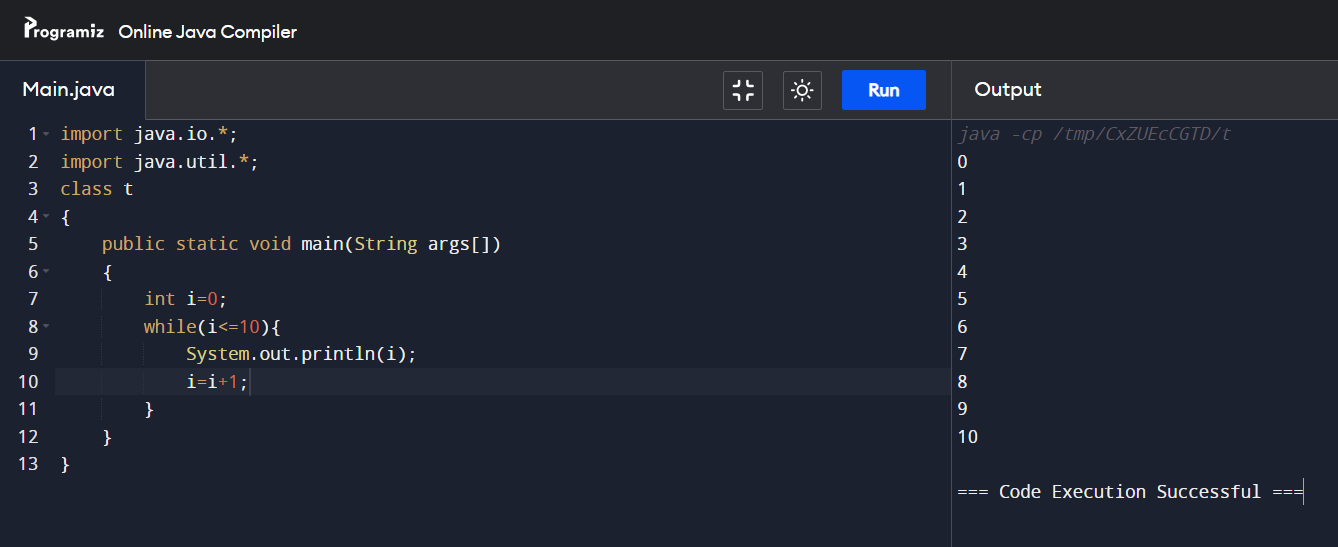 Programiz Online Java Compiler
Main.java
Run
Output
1 import java.io.*;
2 import java.util.*;
3 class t
4 {
5     public static void main(String args[])
6     {
7         int i=0;
8         while(i<=10){
9             System.out.println(i);
10             i=i+1;
11         }
12     }
13 }
java -cp /tmp/CxZUEcCGTD/t
0
1
2
3
4
5
6
7
8
9
10
=== Code Execution Successful ===